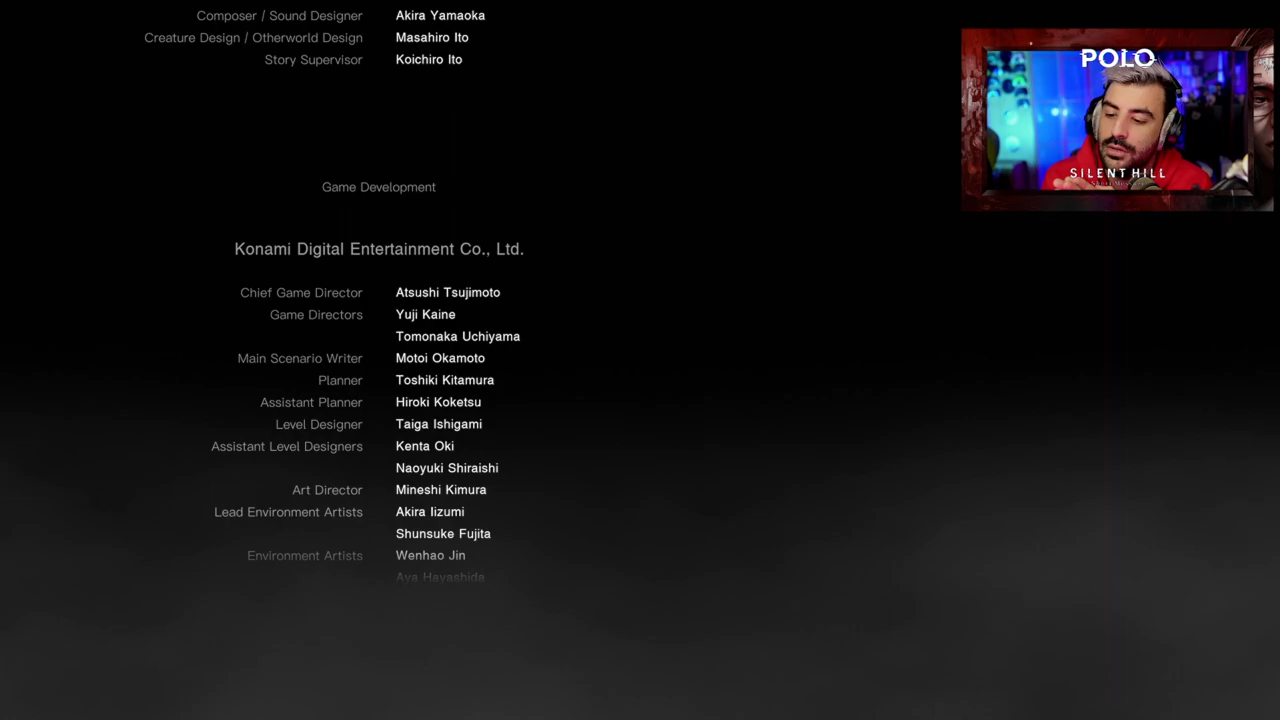 Composer / Sound Designer Akira Yamaoka
Creature Design / Otherworld Design Masahiro Ito
Story Supervisor Koichiro Ito
POLO
SILENT HILL
Game Development
Konami Digital Entertainment Co., Ltd.
Chief Game Director Atsushi Tsujimoto
Game Directors Yuji Kaine
Tomonaka Uchiyama
Main Scenario Writer Motoi Okamoto
Planner Toshiki Kitamura
Assistant Planner Hiroki Koketsu
Level Designer Taiga Ishigami
Assistant Level Designers Kenta Oki
Naoyuki Shiraishi
Art Director Mineshi Kimura
Lead Environment Artists Akira Iizumi
Shunsuke Fujita
Environment Artists Wenhao Jin
Aya Hayashida